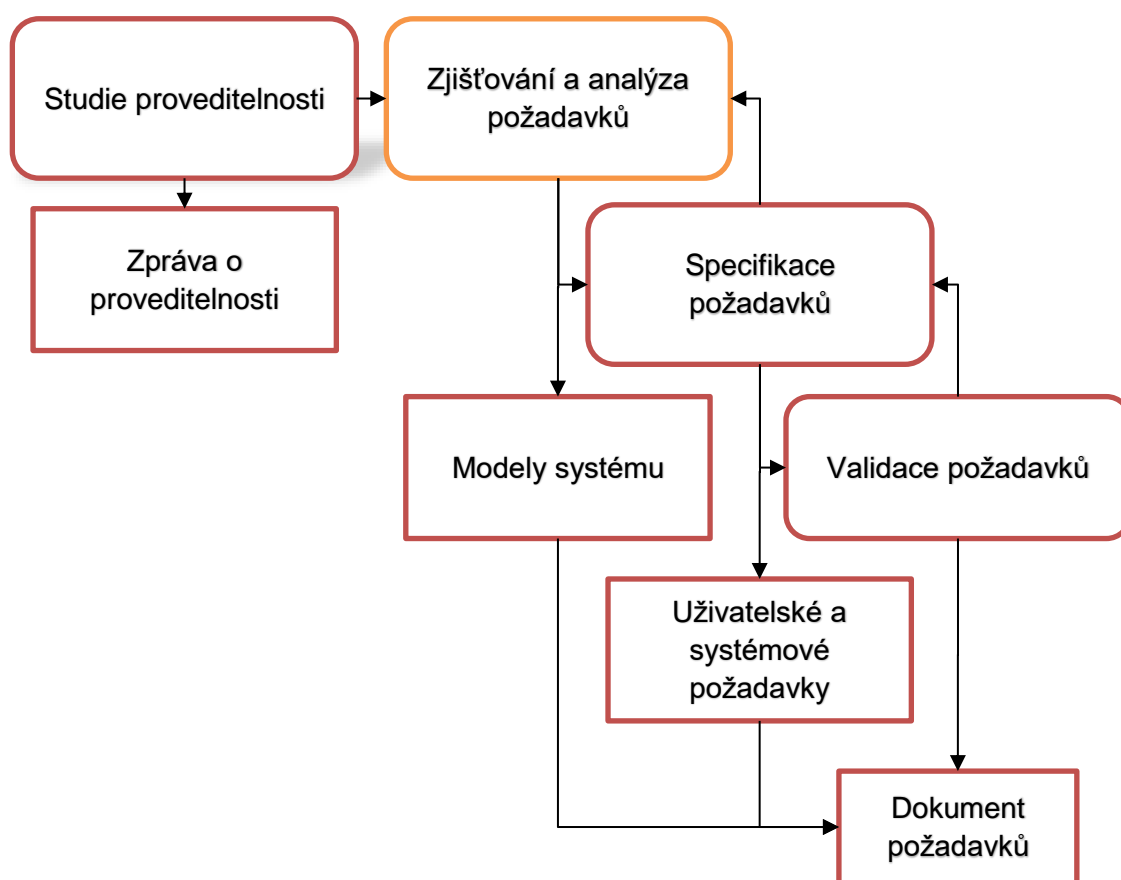 Studie proveditelnosti
Zjišťování a analýza
požadavků
Zpráva o
proveditelnosti
Specifikace
požadavků
Modely systému
Validace požadavků
Uživatelské a
systémové
požadavky
Dokument
požadavků